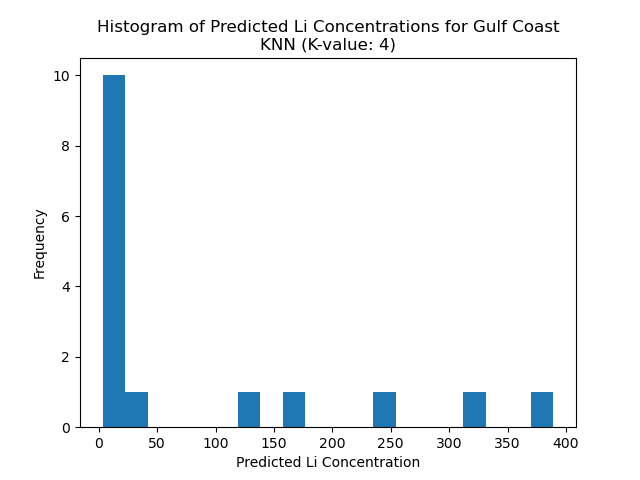 Histogram of Predicted Li Concentrations for Gulf Coast
KNN (K-value: 4)
10
8
6
4
2
0
Frequency
0 50 100 150 200 250 300 350 400
Predicted Li Concentration